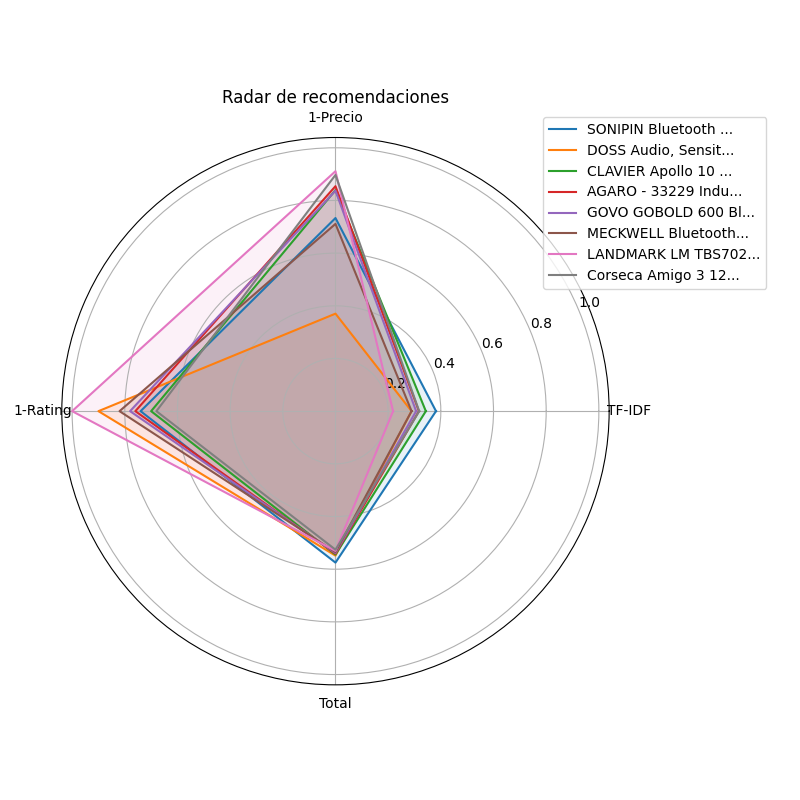 Radar de recomendaciones
1-Precio
SONIPIN Bluetooth ...
DOSS Audio, Sensit...
CLAVIER Apollo 10 ...
AGARO - 33229 Indu...
GOVO GOBOLD 600 Bl...
MECKWELL Bluetooth...
LANDMARK LM TBS702...
Corseca Amigo 3 12...
1.0
0.8
0.6
0.4
0.2
1-Rating
TF-IDF
Total